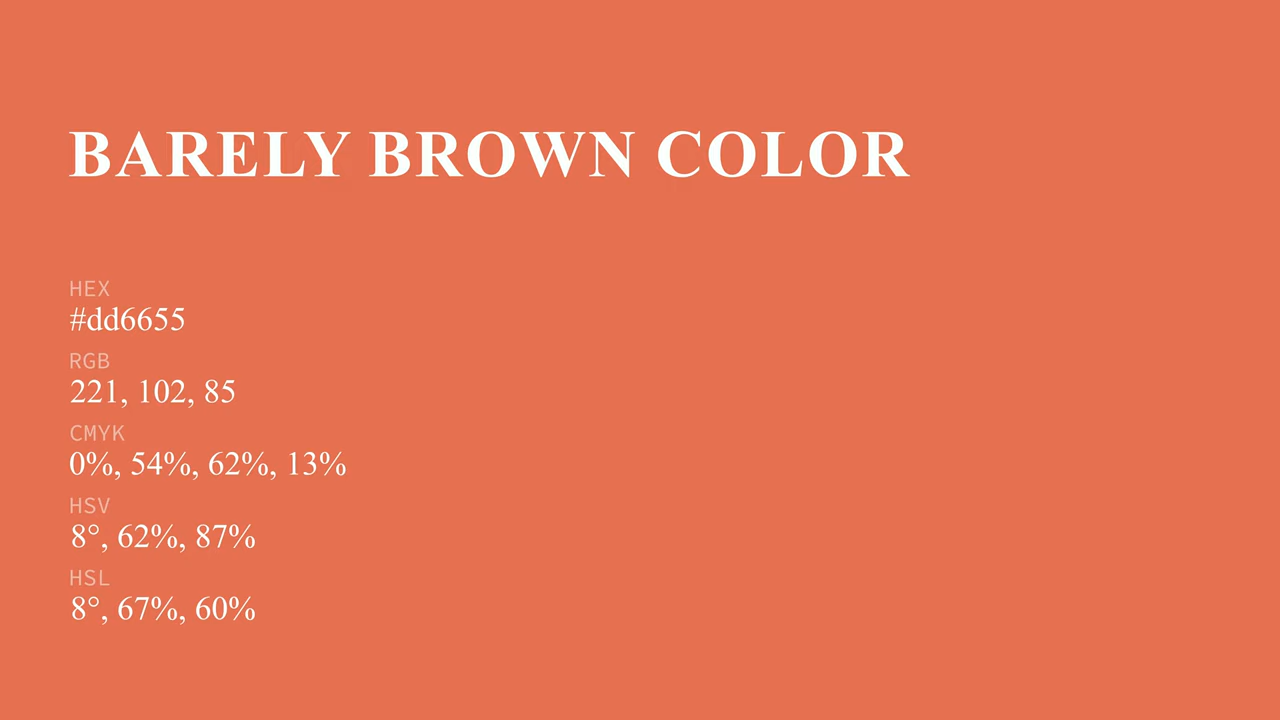 BARELY BROWN COLOR
HEX
#dd6655
RGB
221, 102, 85
CMYK
0%, 54%, 62%, 13%
HSV
8°, 62%, 87%
HSL
8°, 67%, 60%